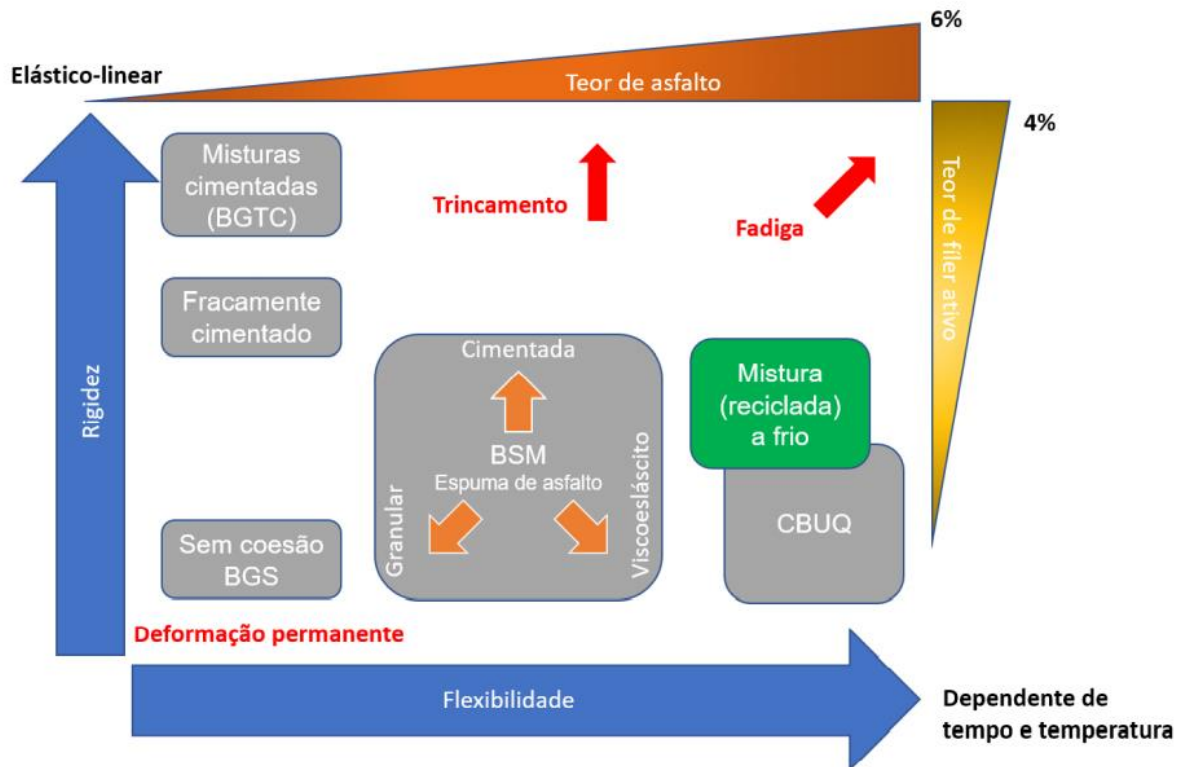 6%
Elástico-linear
Teor de asfalto
4%
Misturas
cimentadas
(BGTC)
Trincamento
Fadiga
Teor de fíler ativo
Fracamente
cimentado
Rigidez
Cimentada
BSM
Espuma de asfalto
Granular
Viscoesláscito
Mistura
(reciclada)
a frio
CBUQ
Sem coesão
BGS
Deformação permanente
Flexibilidade
Dependente de
tempo e temperatura